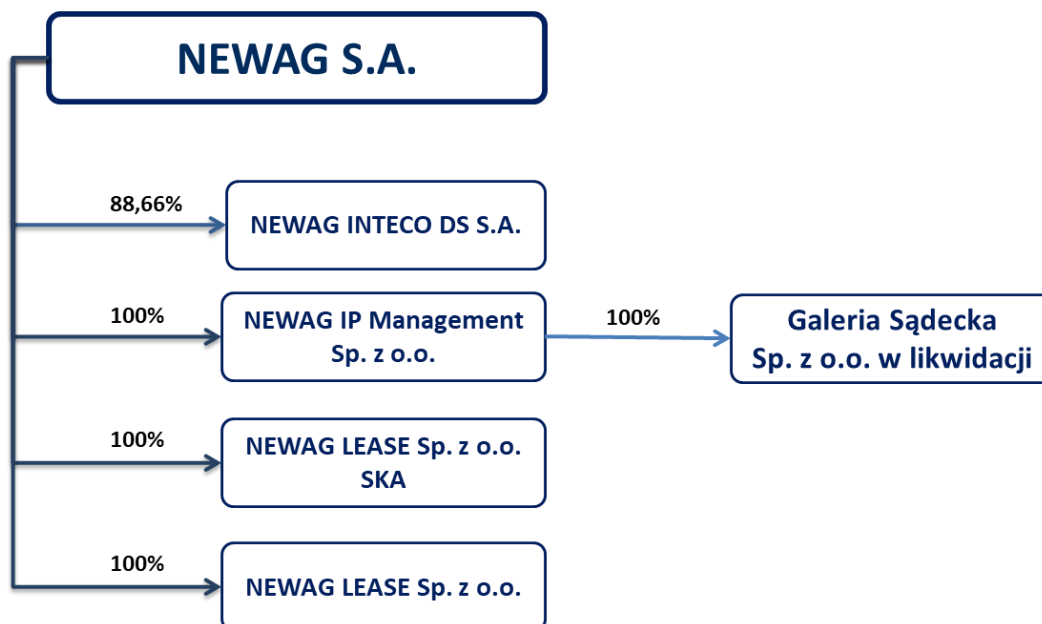 NEWAG S.A.
88,66%
NEWAG INTECO DS S.A.
100%
NEWAG IP Management
Sp. z o.o.
100%
Galeria Sądecka
Sp. z o.o. w likwidacji
100%
NEWAG LEASE Sp. z o.o.
SKA
100%
NEWAG LEASE Sp. z o.o.